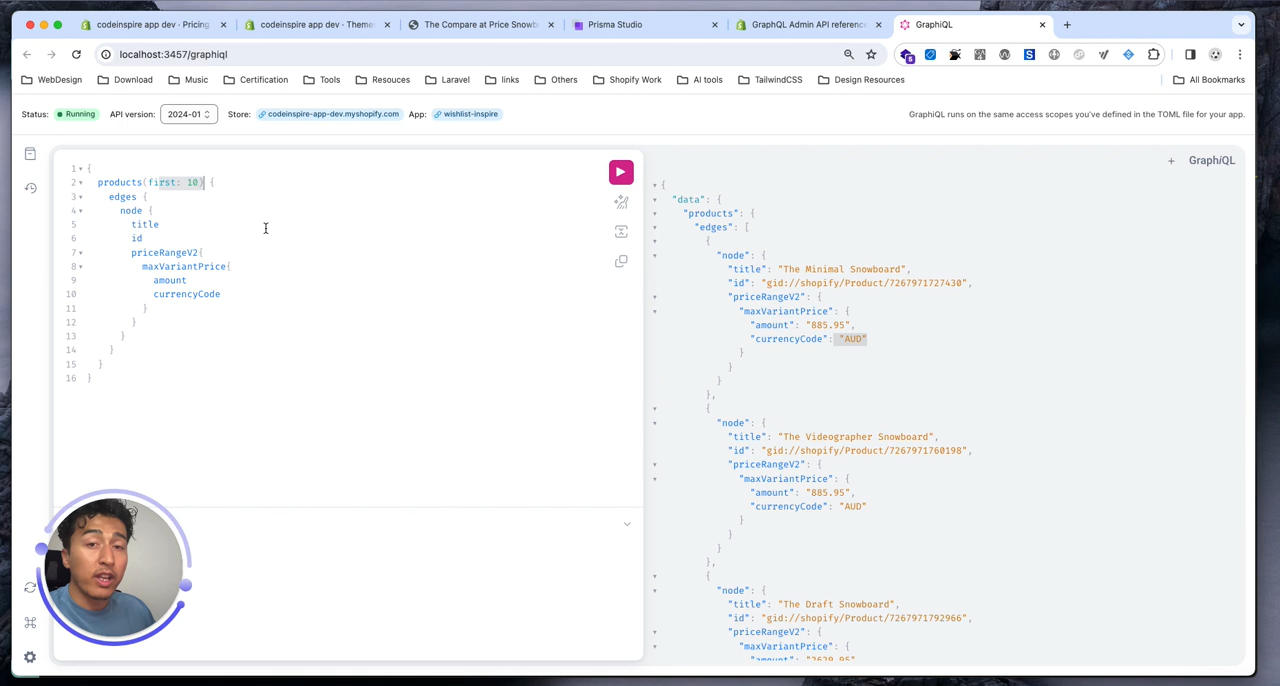 codeinspire app dev · Pricing
codeinspire app dev · Theme
The Compare at Price Snowb
Prisma Studio
GraphQL Admin API reference
GraphiQL
localhost:3457/graphiql
WebDesign
Download
Music
Certification
Tools
Resouces
Laravel
links
Others
Shopify Work
AI tools
TailwindCSS
Design Resources
All Bookmarks
Status: Running API version: 2024-01 Store: codeinspire-app-dev.myshopify.com App: wishlist-inspire
GraphiQL runs on the same access scopes you've defined in the TOML file for your app.
1 {
2 products(first: 10) {
3 edges {
4 node {
5 title
6 id
7 priceRangeV2{
8 maxVariantPrice{
9 amount
10 currencyCode
11 }
12 }
13 }
14 }
15 }
16 }
+ GraphiQL
{
"data": {
"products": {
"edges": [
{
"node": {
"title": "The Minimal Snowboard",
"id": "gid://shopify/Product/7267971727430",
"priceRangeV2": {
"maxVariantPrice": {
"amount": "885.95",
"currencyCode": "AUD"
}
}
}
},
{
"node": {
"title": "The Videographer Snowboard",
"id": "gid://shopify/Product/7267971760198",
"priceRangeV2": {
"maxVariantPrice": {
"amount": "885.95",
"currencyCode": "AUD"
}
}
}
},
{
"node": {
"title": "The Draft Snowboard",
"id": "gid://shopify/Product/7267971792966",
"priceRangeV2": {
"maxVariantPrice": {
"amount": "2629.95"